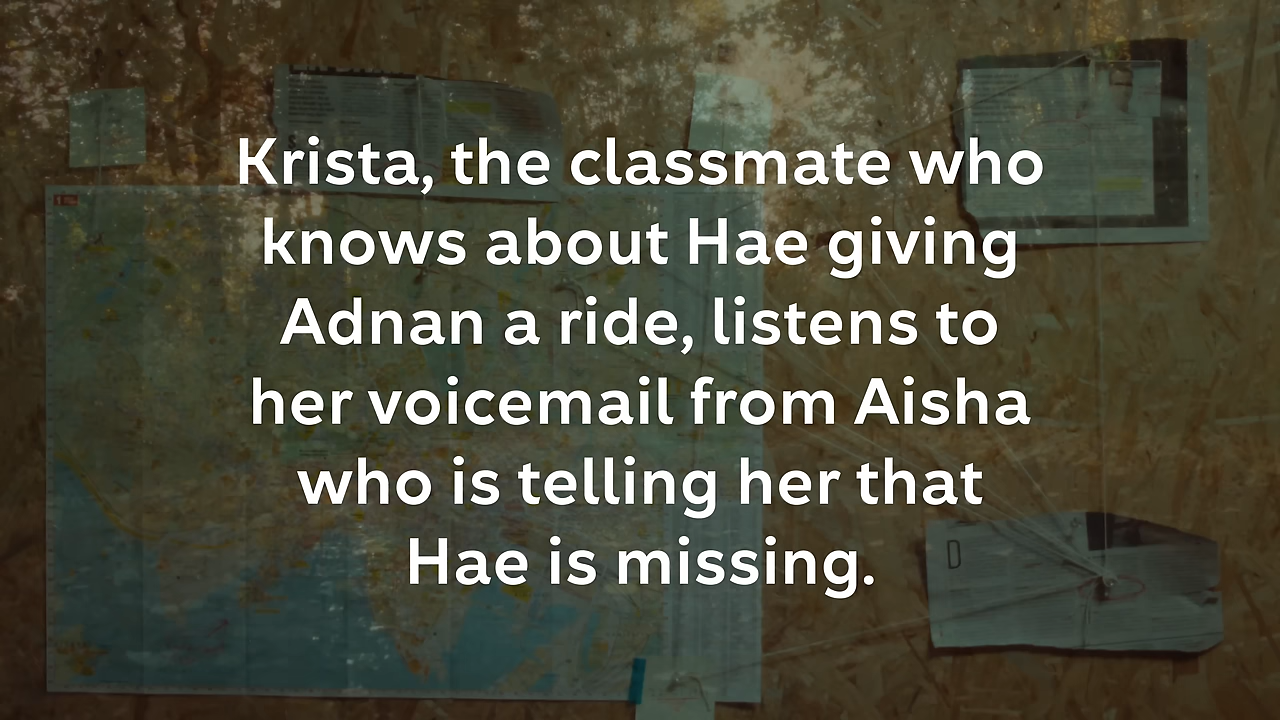 Krista, the classmate who
knows about Hae giving
Adnan a ride, listens to
her voicemail from Aisha
who is telling her that
Hae is missing.